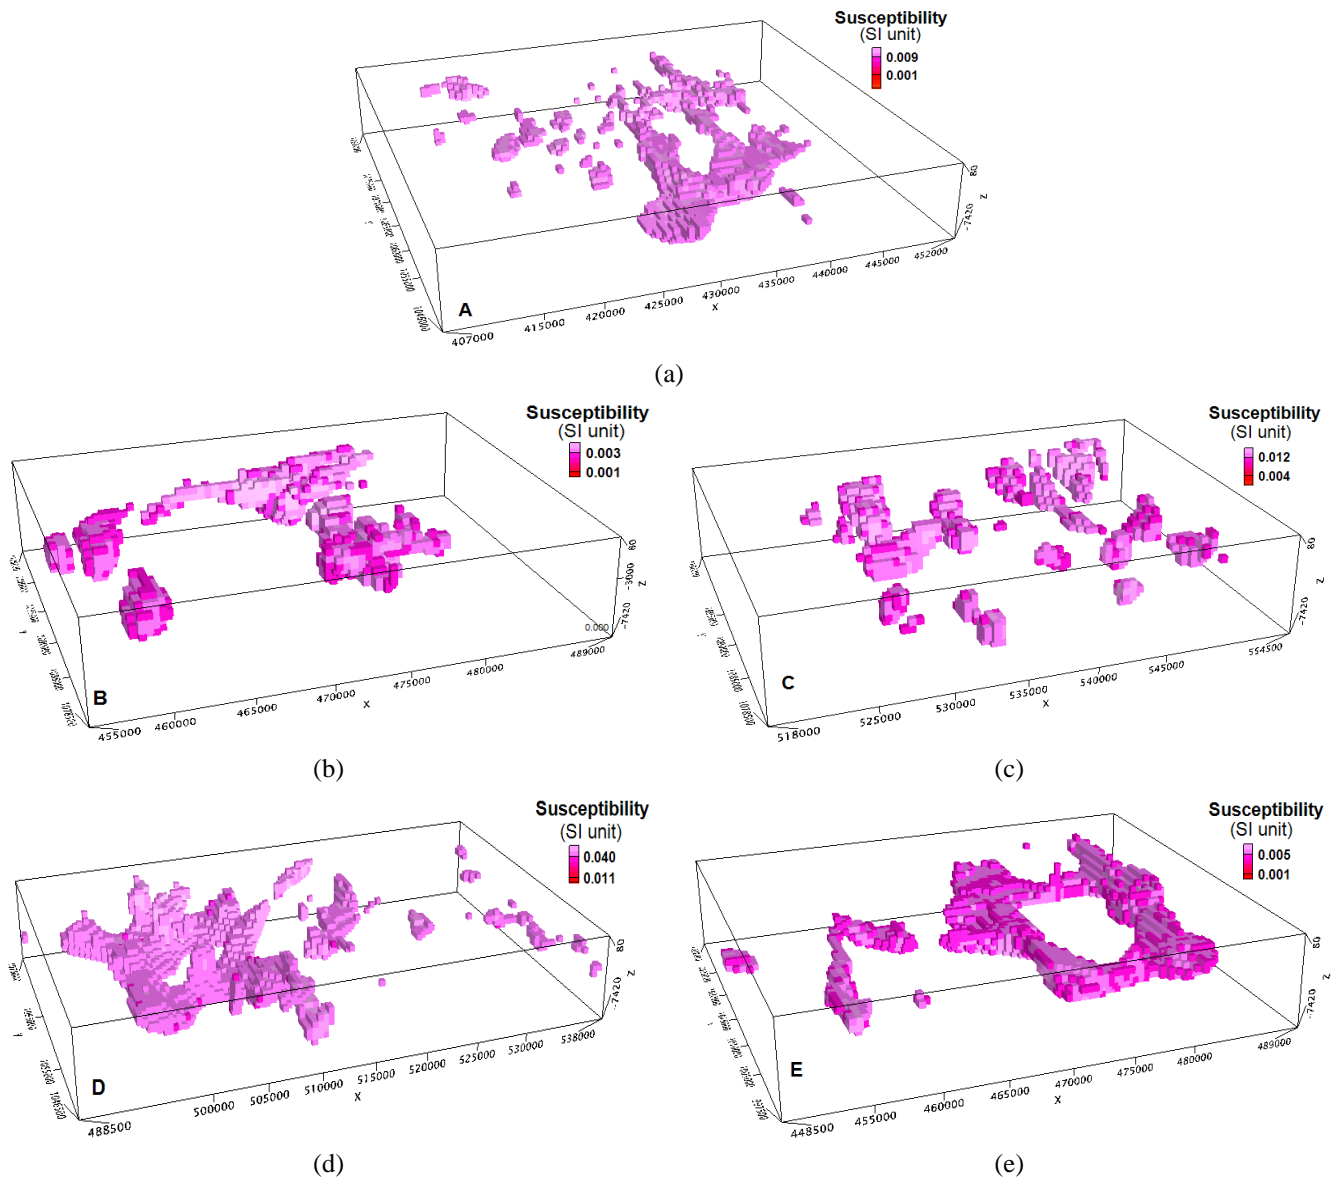 Susceptibility
(SI unit)
0.009
0.001
80
Z
-7420
A
407000
415000
420000
425000
430000
435000
440000
445000
452000
X
(a)
Susceptibility
(SI unit)
0.003
0.001
80
-3000
Z
-7420
0.000
B
455000
460000
465000
470000
475000
480000
489000
X
(b)
Susceptibility
(SI unit)
0.012
0.004
80
Z
-7420
C
518000
525000
530000
535000
540000
545000
554500
X
(c)
Susceptibility
(SI unit)
0.040
0.011
80
Z
-7420
D
488500
500000
505000
510000
515000
520000
525000
530000
538000
X
(d)
Susceptibility
(SI unit)
0.005
0.001
80
Z
-7420
E
448500
455000
460000
465000
470000
475000
480000
489000
X
(e)